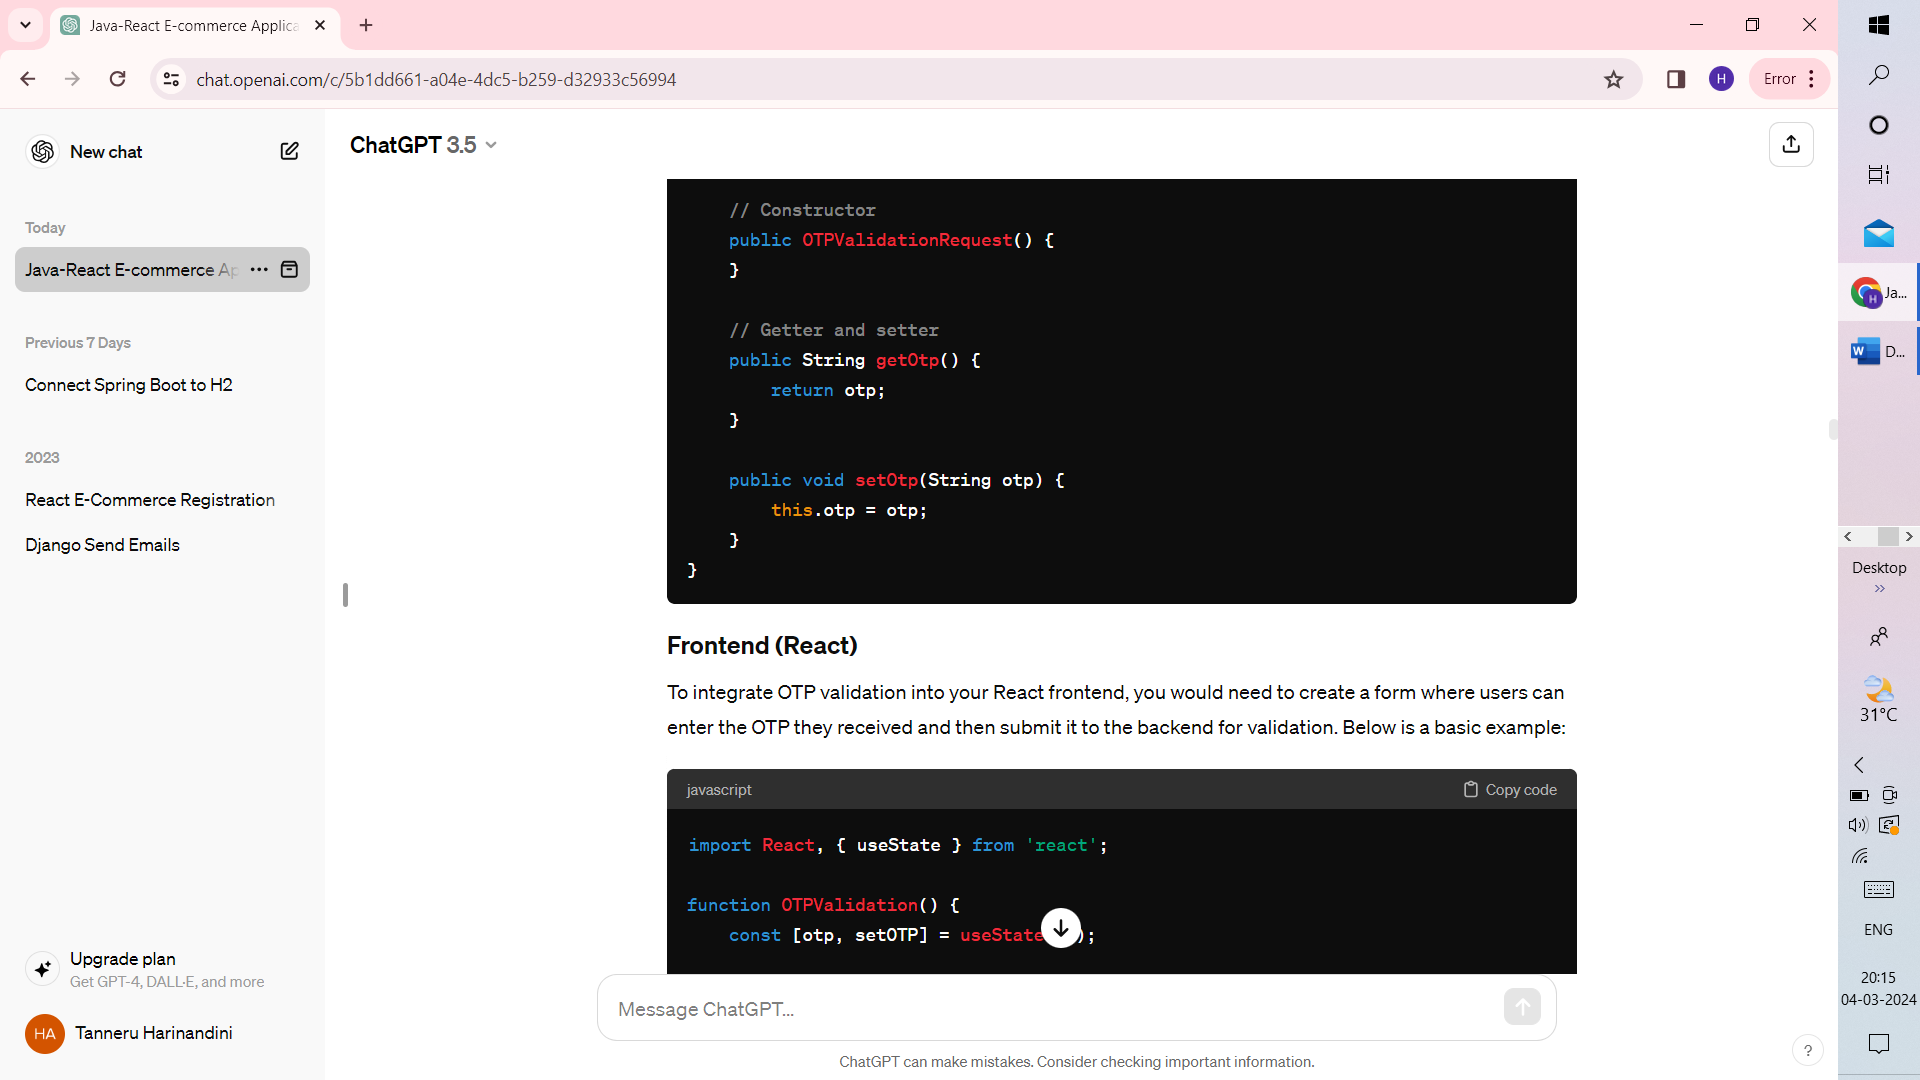 Java-React E-commerce Applica
chat.openai.com/c/5b1dd661-a04e-4dc5-b259-d32933c56994
H
Error
New chat
Today
Java-React E-commerce Ap
Previous 7 Days
Connect Spring Boot to H2
2023
React E-Commerce Registration
Django Send Emails
Upgrade plan
Get GPT-4, DALL·E, and more
HA
Tanneru Harinandini
ChatGPT 3.5
// Constructor
public OTPValidationRequest() {
}
// Getter and setter
public String getOtp() {
return otp;
}
public void setOtp(String otp) {
this.otp = otp;
}
}
Frontend (React)
To integrate OTP validation into your React frontend, you would need to create a form where users can
enter the OTP they received and then submit it to the backend for validation. Below is a basic example:
javascript
Copy code
import React, { useState } from 'react';
function OTPValidation() {
const [otp, setOTP] = useState );
Message ChatGPT...
ChatGPT can make mistakes. Consider checking important information.
?
H
Ja...
W
D...
Desktop
31°C
ENG
20:15
04-03-2024